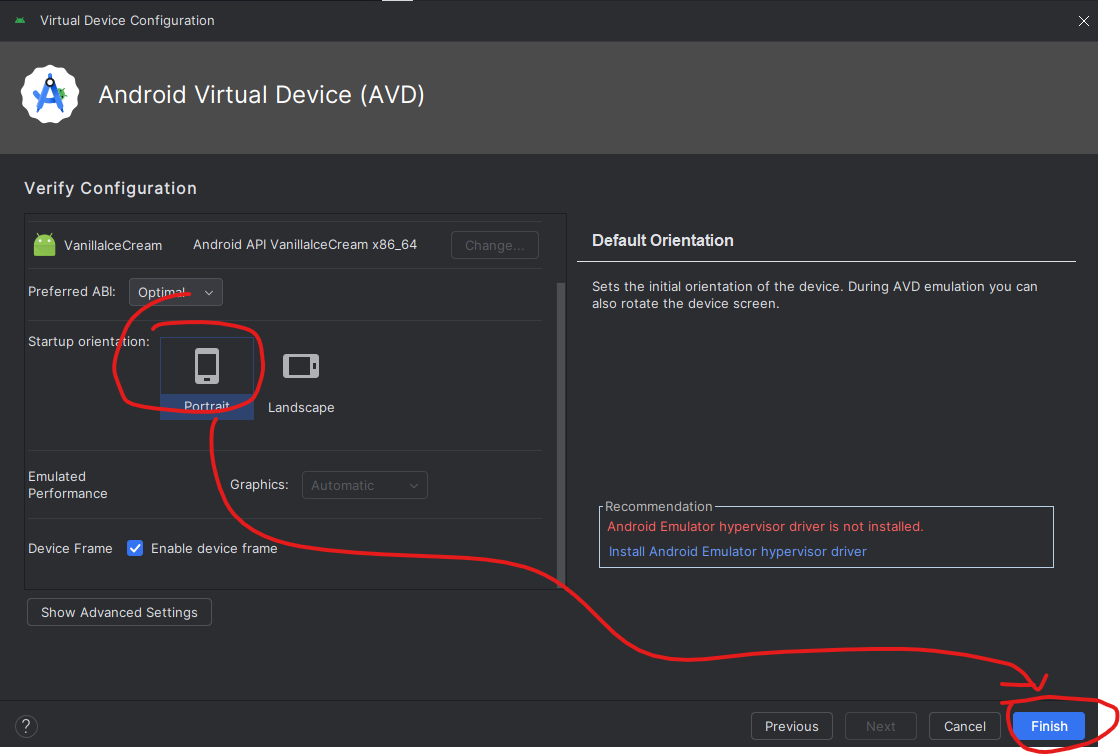 Virtual Device Configuration
Android Virtual Device (AVD)
Verify Configuration
VanillaIceCream Android API VanillaIceCream x86_64 Change...
Preferred ABI: Optimal
Startup orientation:
Portrait Landscape
Emulated
Performance
Graphics: Automatic
Device Frame Enable device frame
Show Advanced Settings
Default Orientation
Sets the initial orientation of the device. During AVD emulation you can
also rotate the device screen.
Recommendation
Android Emulator hypervisor driver is not installed.
Install Android Emulator hypervisor driver
? Previous Next Cancel Finish